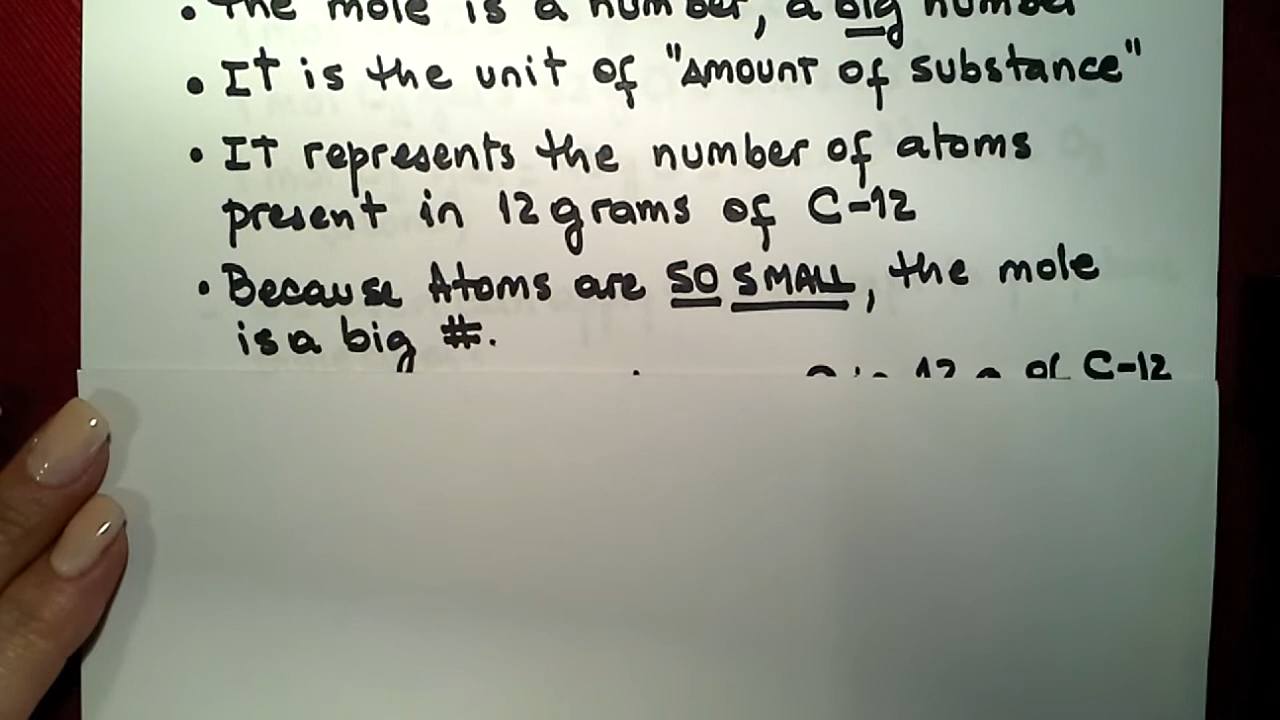 • The mole is a number, a big number
• It is the unit of "Amount of substance"
• It represents the number of atoms
present in 12 grams of C-12
• Because Atoms are SO SMALL, the mole
is a big #.
12 g of C-12